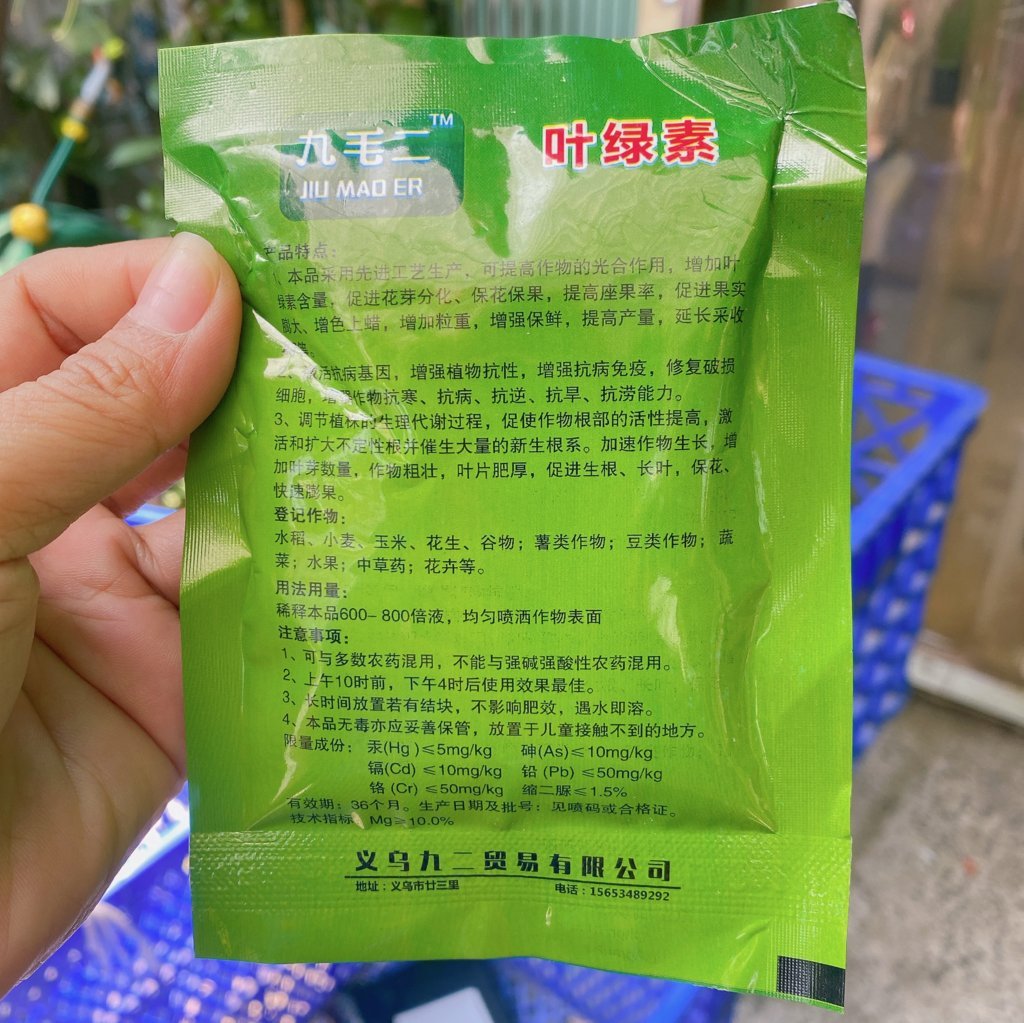 九毛二™
JIU MAO ER
叶绿素
产品特点：
1、本品采用先进工艺生产，可提高作物的光合作用，增加叶
绿素含量，促进花芽分化、保花保果，提高座果率，促进果实
膨大、增色上蜡，增加粒重，增强保鲜，提高产量，延长采收
激活抗病基因，增强植物抗性，增强抗病免疫，修复破损
细胞，增强作物抗寒、抗病、抗逆、抗旱、抗涝能力。
3、调节植株的生理代谢过程，促使作物根部的活性提高，激
活和扩大不定性根并催生大量的新生根系。加速作物生长，增
加叶芽数量，作物粗壮，叶片肥厚，促进生根、长叶，保花、
快速膨果。
登记作物：
水稻、小麦、玉米、花生、谷物；薯类作物；豆类作物；蔬
菜；水果；中草药；花卉等。
用法用量：
稀释本品600-800倍液，均匀喷洒作物表面
注意事项：
1、可与多数农药混用，不能与强碱强酸性农药混用。
2、上午10时前，下午4时后使用效果最佳。
3、长时间放置若有结块，不影响肥效，遇水即溶。
4、本品无毒亦应妥善保管，放置于儿童接触不到的地方。
限量成份：汞(Hg)≤5mg/kg 砷(As)≤10mg/kg
镉(Cd)≤10mg/kg 铅(Pb)≤50mg/kg
铬(Cr)≤50mg/kg 缩二脲≤1.5%
有效期：36个月。生产日期及批号：见喷码或合格证。
技术指标：Mg≥10.0%
义乌九二贸易有限公司
地址：义乌市廿三里 电话：15653489292